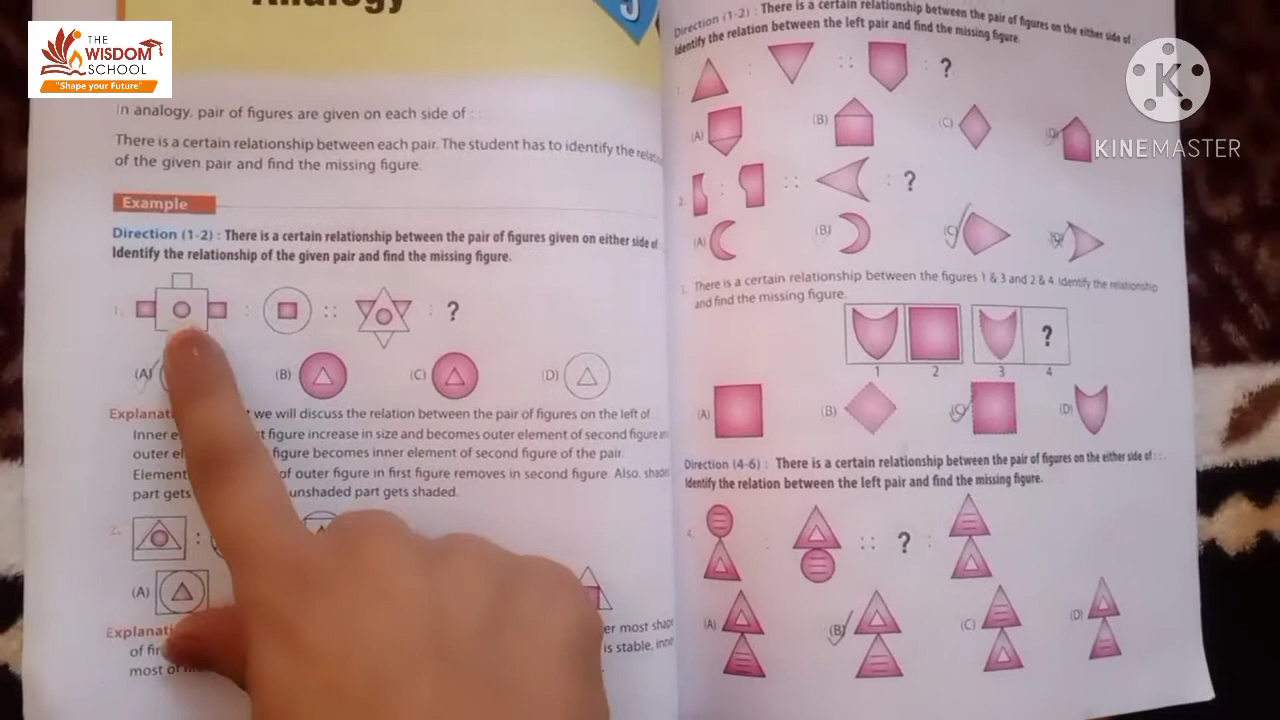 THE
WISDOM
SCHOOL
"Shape your Future"
Analogy
5
In analogy, pair of figures are given on each side of ::
There is a certain relationship between each pair. The student has to identify the
of the given pair and find the missing figure.
Example
Direction (1-2) : There is a certain relationship between the pair of figures given on either side of
Identify the relationship of the given pair and find the missing figure.
1. : :: : ?
(A) (B) (C) (D)
we will discuss the relation between the pair of figures on the left of :
Inner figure increase in size and becomes outer element of second figure
outer figure becomes inner element of second figure of the pair.
Element of outer figure in first figure removes in second figure. Also,
part gets unshaded part gets shaded.
2. :
(A)
most shape
of is stable,
most of
Direction (1-2) : There is a certain relationship between the pair of figures on the either side of :
Identify the relation between the left pair and find the missing figure.
1. : :: : ?
(A) (B) (C) (D)
2. : :: : ?
(A) (B) (C)
3. There is a certain relationship between the figures 1 & 3 and 2 & 4. Identify the relationship
and find the missing figure.
?
1 2 3 4
(A) (B) (C) (D)
Direction (4-6) : There is a certain relationship between the pair of figures on the either side of ::.
Identify the relation between the left pair and find the missing figure.
4. : :: ? :
(A) (B) (C) (D)
K
KINEMASTER